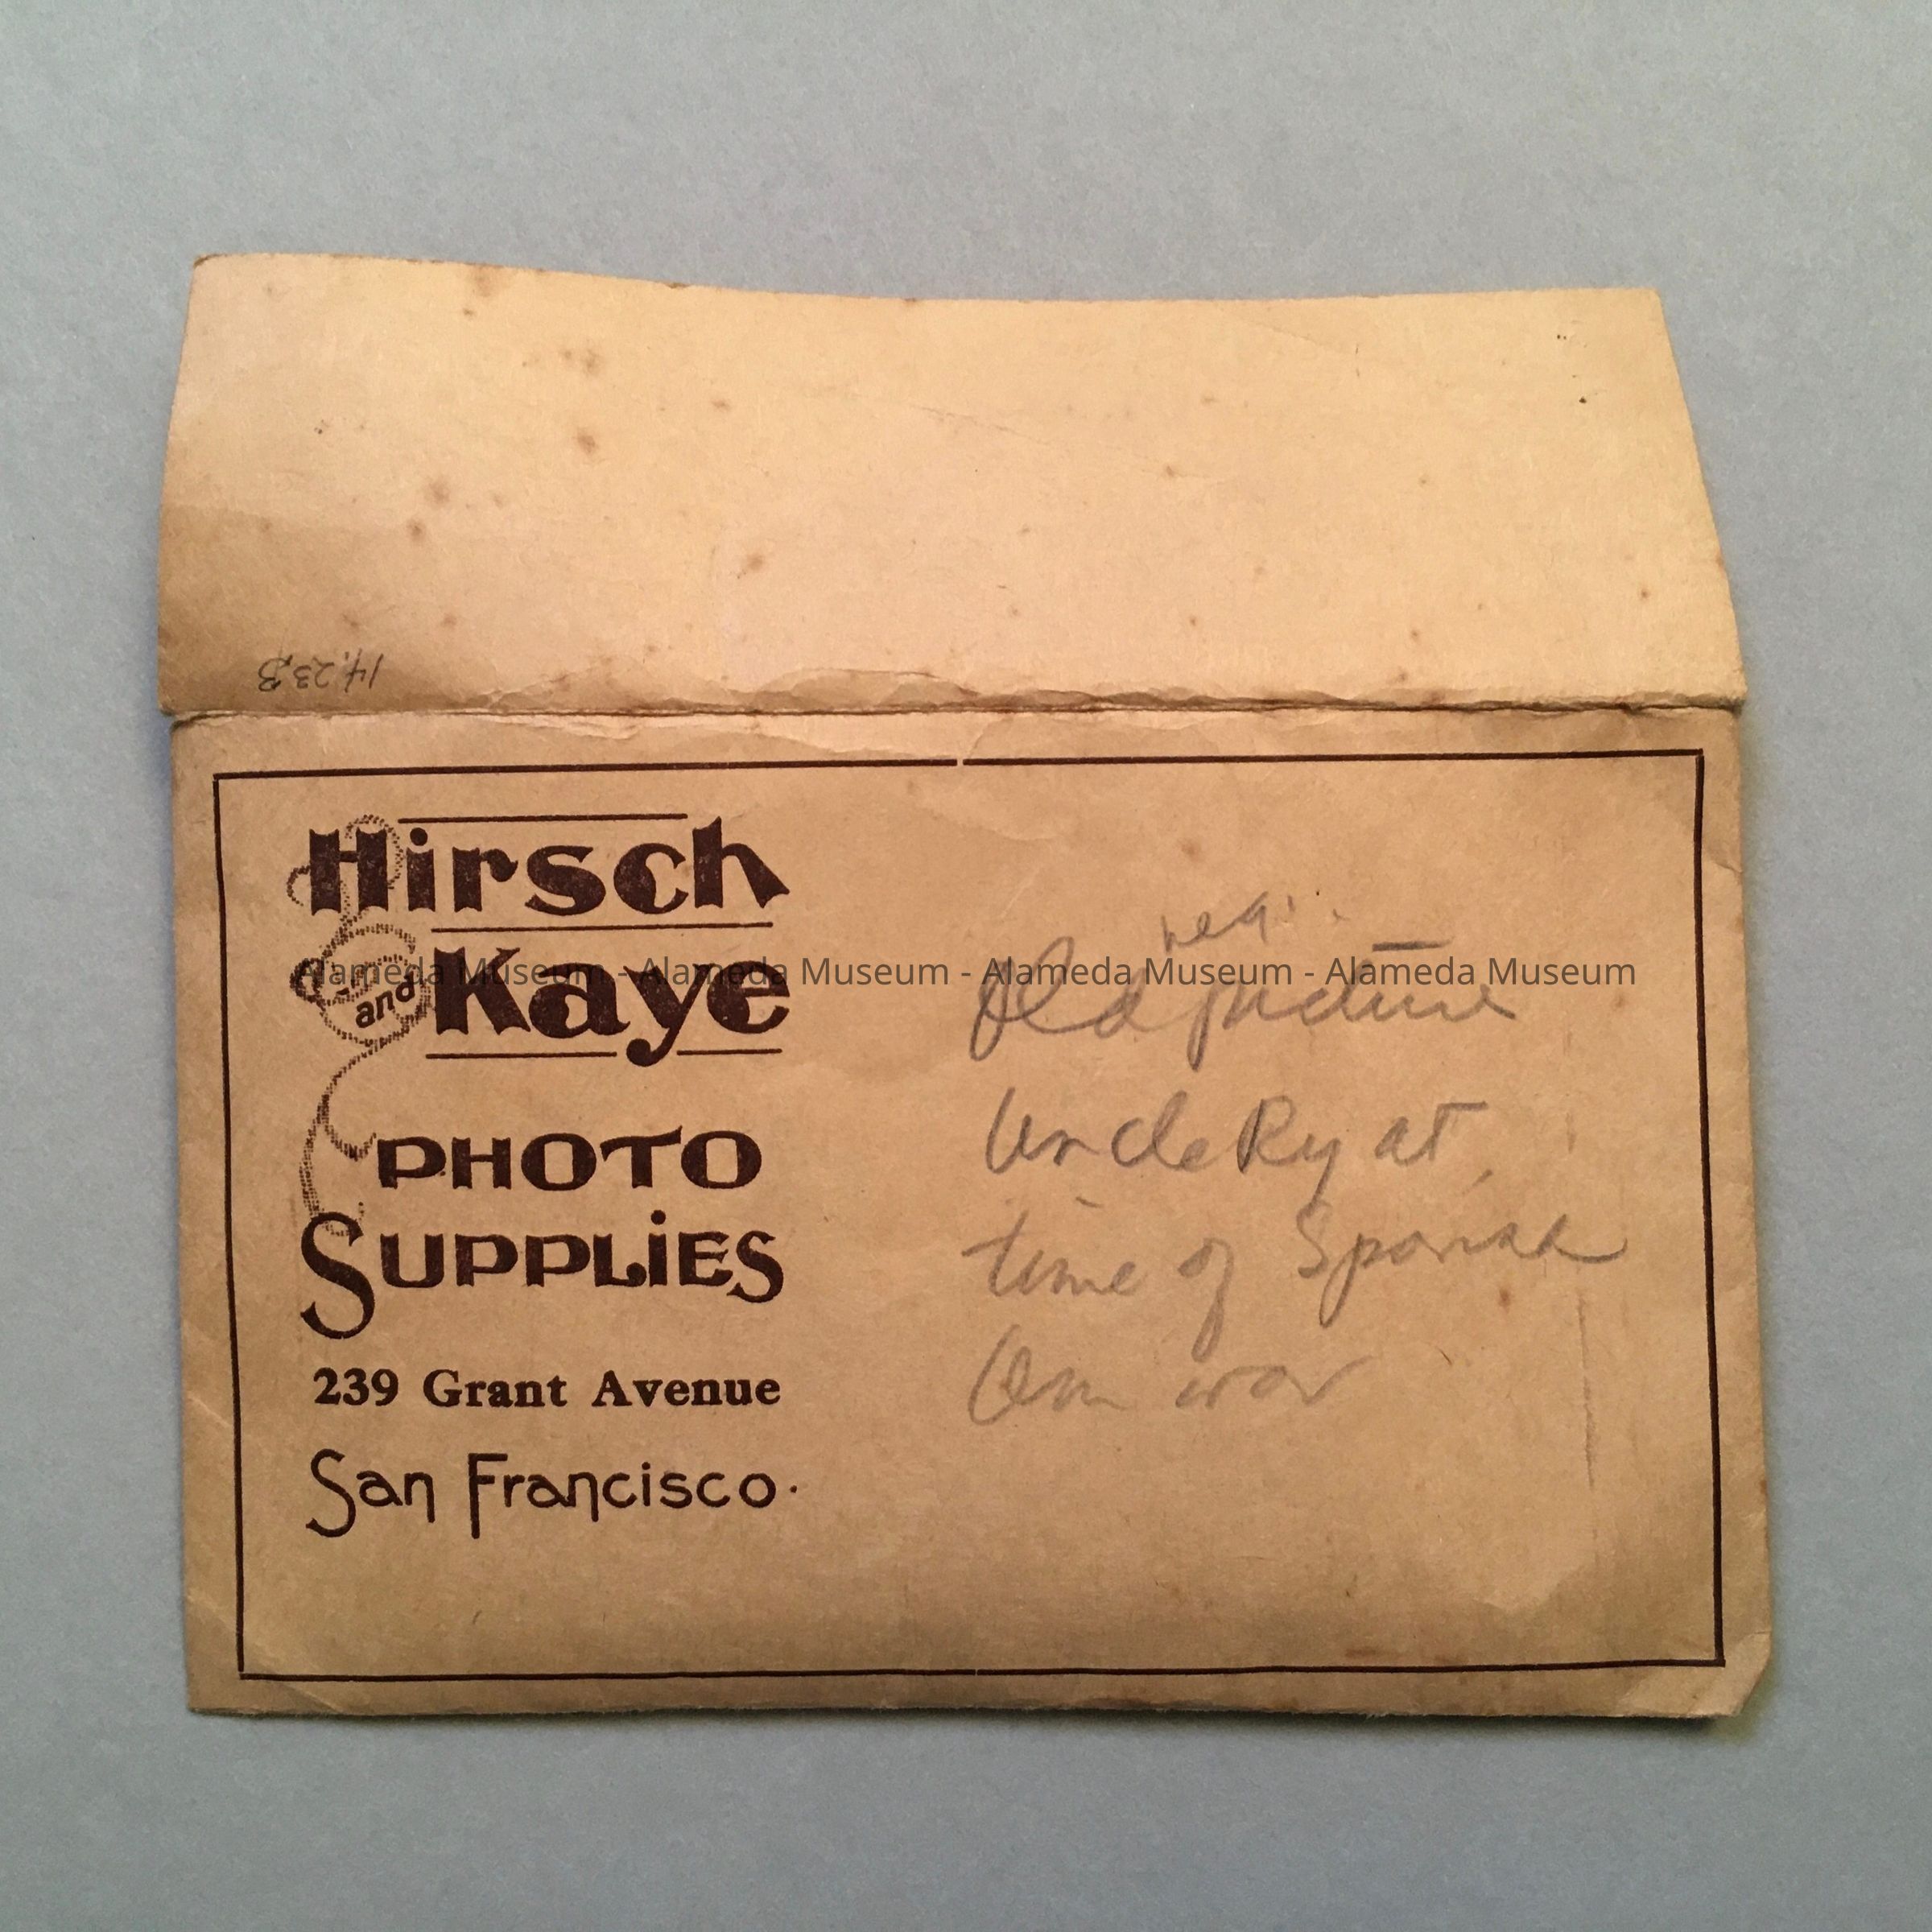 14.23.B
Hirsch
and Kaye
PHOTO
SUPPLIES
239 Grant Avenue
San Francisco.
neg.
Old picture
Uncle Ry at
time of Spanish
Am war
Alameda Museum - Alameda Museum - Alameda Museum - Alameda Museum